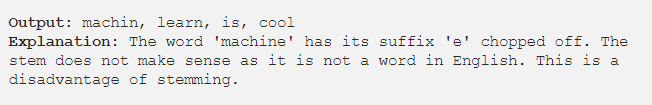 Output: machin, learn, is, cool
Explanation: The word 'machine' has its suffix 'e' chopped off. The
stem does not make sense as it is not a word in English. This is a
disadvantage of stemming.